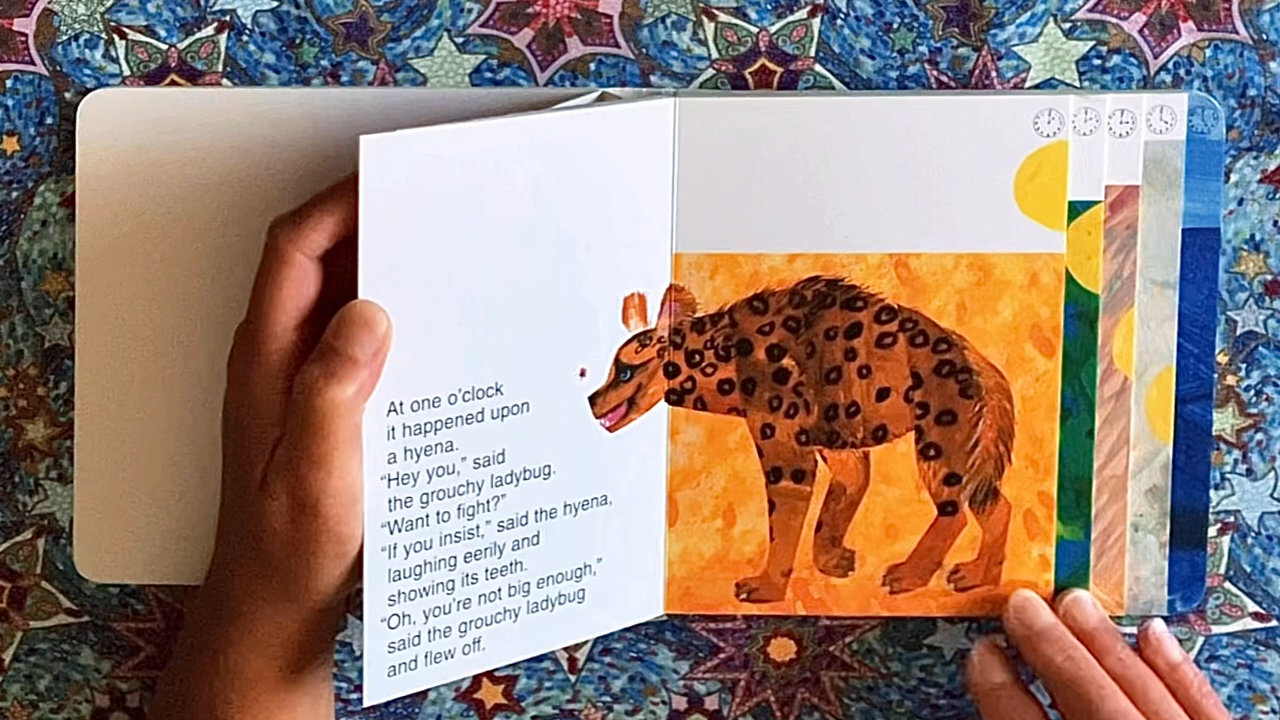 At one o’clock
it happened upon
a hyena.
“Hey you,” said
the grouchy ladybug.
“Want to fight?”
“If you insist,” said the hyena,
laughing eerily and
showing its teeth.
“Oh, you’re not big enough,”
said the grouchy ladybug
and flew off.